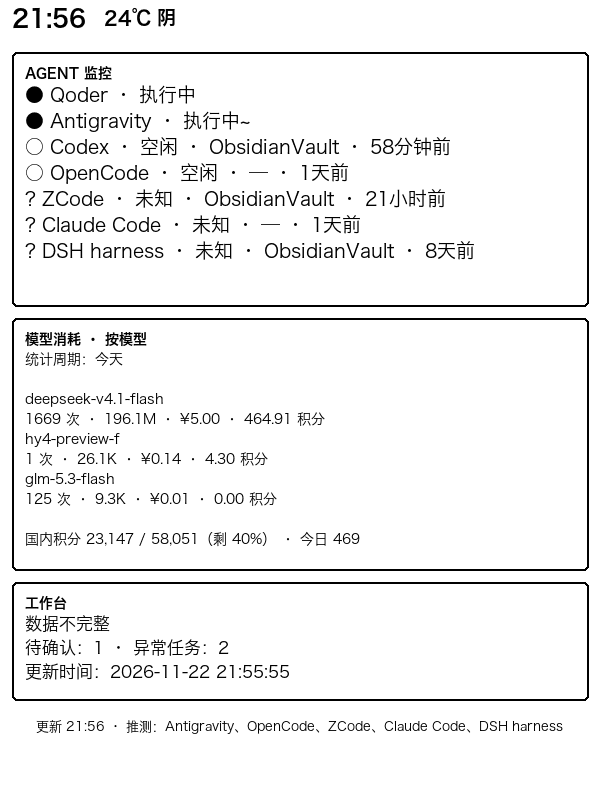 21:56 24℃ 阴
AGENT 监控
● Qoder · 执行中
● Antigravity · 执行中~
○ Codex · 空闲 · ObsidianVault · 58分钟前
○ OpenCode · 空闲 · — · 1天前
? ZCode · 未知 · ObsidianVault · 21小时前
? Claude Code · 未知 · — · 1天前
? DSH harness · 未知 · ObsidianVault · 8天前
模型消耗 · 按模型
统计周期：今天
deepseek-v4.1-flash
1669 次 · 196.1M · ¥5.00 · 464.91 积分
hy4-preview-f
1 次 · 26.1K · ¥0.14 · 4.30 积分
glm-5.3-flash
125 次 · 9.3K · ¥0.01 · 0.00 积分
国内积分 23,147 / 58,051（剩 40%） · 今日 469
工作台
数据不完整
待确认：1 · 异常任务：2
更新时间：2026-11-22 21:55:55
更新 21:56 · 推测：Antigravity、OpenCode、ZCode、Claude Code、DSH harness